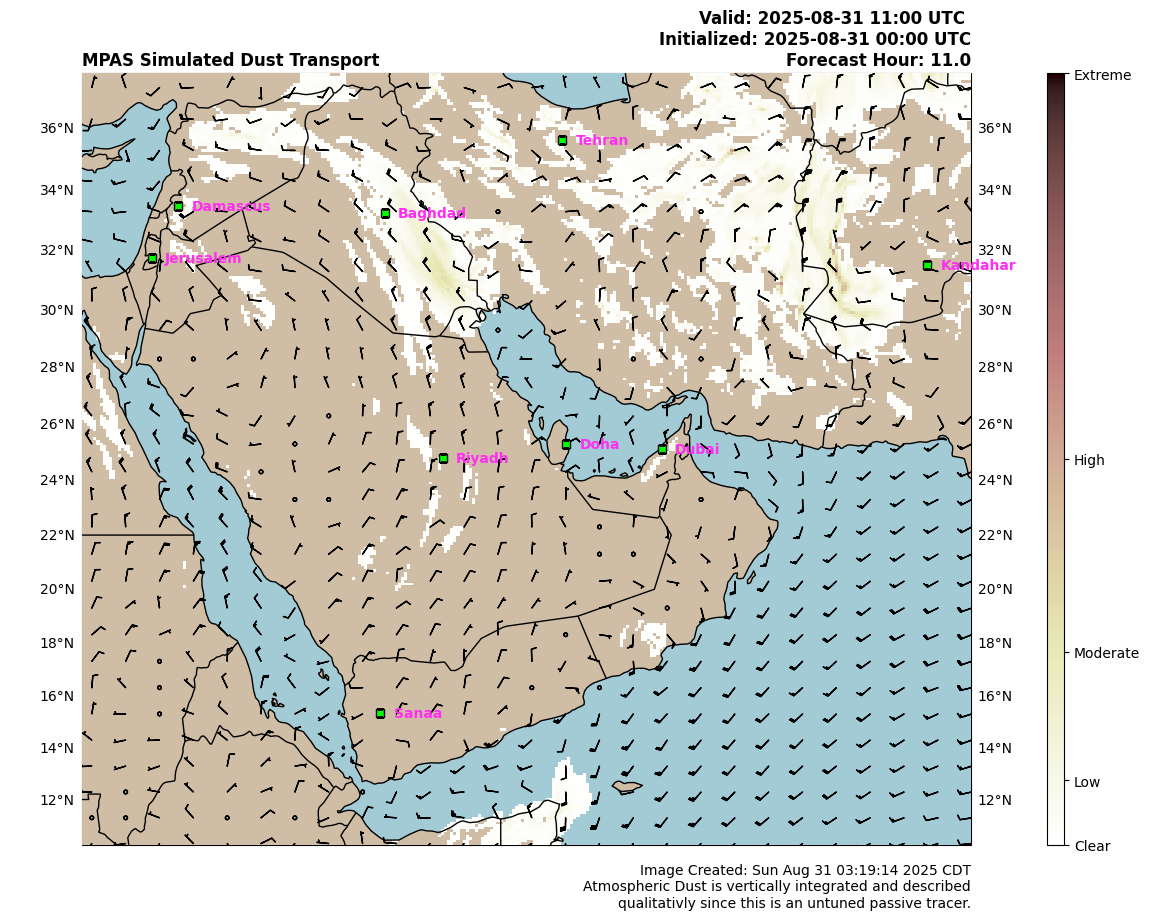 Valid: 2025-08-31 11:00 UTC
Initialized: 2025-08-31 00:00 UTC
MPAS Simulated Dust Transport
Forecast Hour: 11.0
Extreme
36°N
Tehran
36°N
34°N
Damascus
Baghdad
34°N
32°N
Jerusalem
32°N
Kandahar
30°N
30°N
28°N
28°N
26°N
Doha
Dubai
26°N
Riyadh
High
24°N
24°N
22°N
22°N
20°N
20°N
18°N
18°N
Moderate
16°N
16°N
Sanaa
14°N
14°N
12°N
12°N
Low
Clear
Image Created: Sun Aug 31 03:19:14 2025 CDT
Atmospheric Dust is vertically integrated and described
qualitativly since this is an untuned passive tracer.